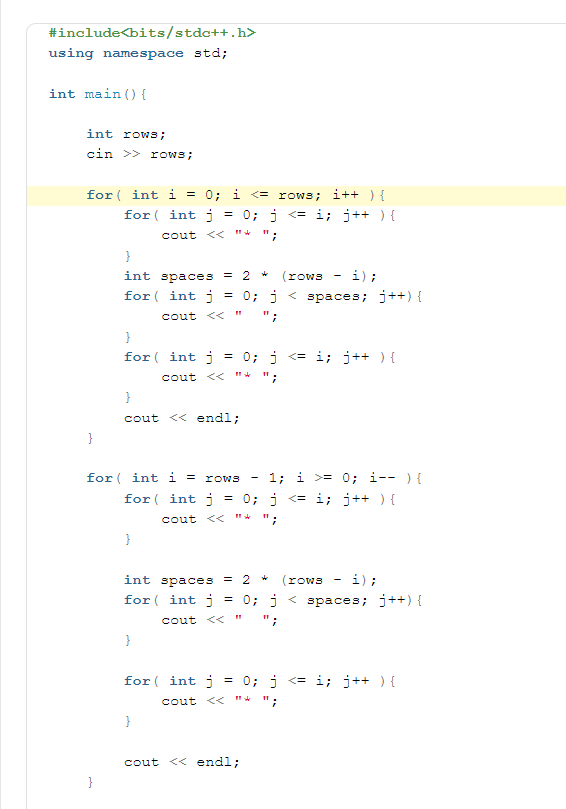 #include<bits/stdc++.h>
using namespace std;

int main(){

    int rows;
    cin >> rows;

    for( int i = 0; i <= rows; i++ ){
        for( int j = 0; j <= i; j++ ){
            cout << "* ";
        }
        int spaces = 2 * (rows - i);
        for( int j = 0; j < spaces; j++){
            cout << "  ";
        }
        for( int j = 0; j <= i; j++ ){
            cout << "* ";
        }
        cout << endl;
    }

    for( int i = rows - 1; i >= 0; i-- ){
        for( int j = 0; j <= i; j++ ){
            cout << "* ";
        }

        int spaces = 2 * (rows - i);
        for( int j = 0; j < spaces; j++){
            cout << "  ";
        }

        for( int j = 0; j <= i; j++ ){
            cout << "* ";
        }

        cout << endl;
    }